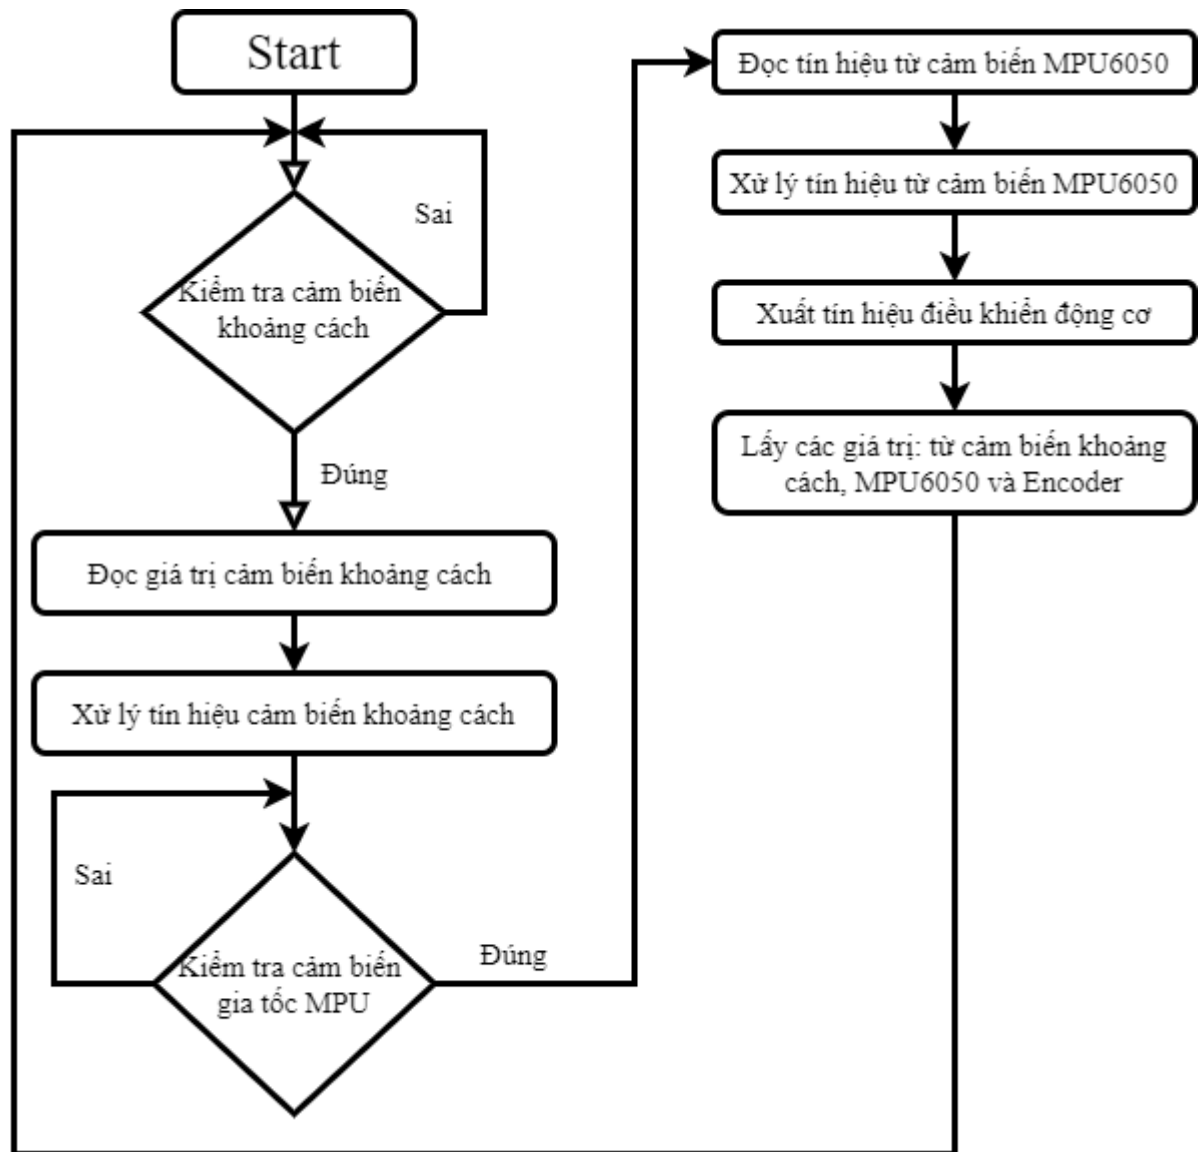 Start
Sai
Kiểm tra cảm biến
khoảng cách
Đúng
Đọc giá trị cảm biến khoảng cách
Xử lý tín hiệu cảm biến khoảng cách
Sai
Kiểm tra cảm biến
gia tốc MPU
Đúng
Đọc tín hiệu từ cảm biến MPU6050
Xử lý tín hiệu từ cảm biến MPU6050
Xuất tín hiệu điều khiển động cơ
Lấy các giá trị: từ cảm biến khoảng
cách, MPU6050 và Encoder